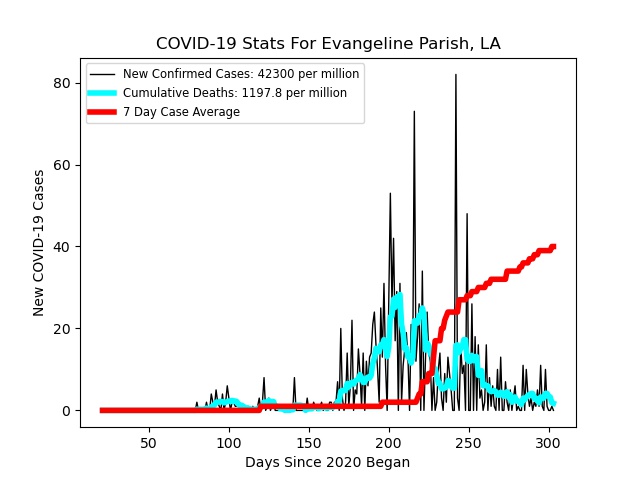 COVID-19 Stats For Evangeline Parish, LA
New Confirmed Cases: 42300 per million
Cumulative Deaths: 1197.8 per million
7 Day Case Average
80
60
40
20
0
New COVID-19 Cases
50 100 150 200 250 300
Days Since 2020 Began